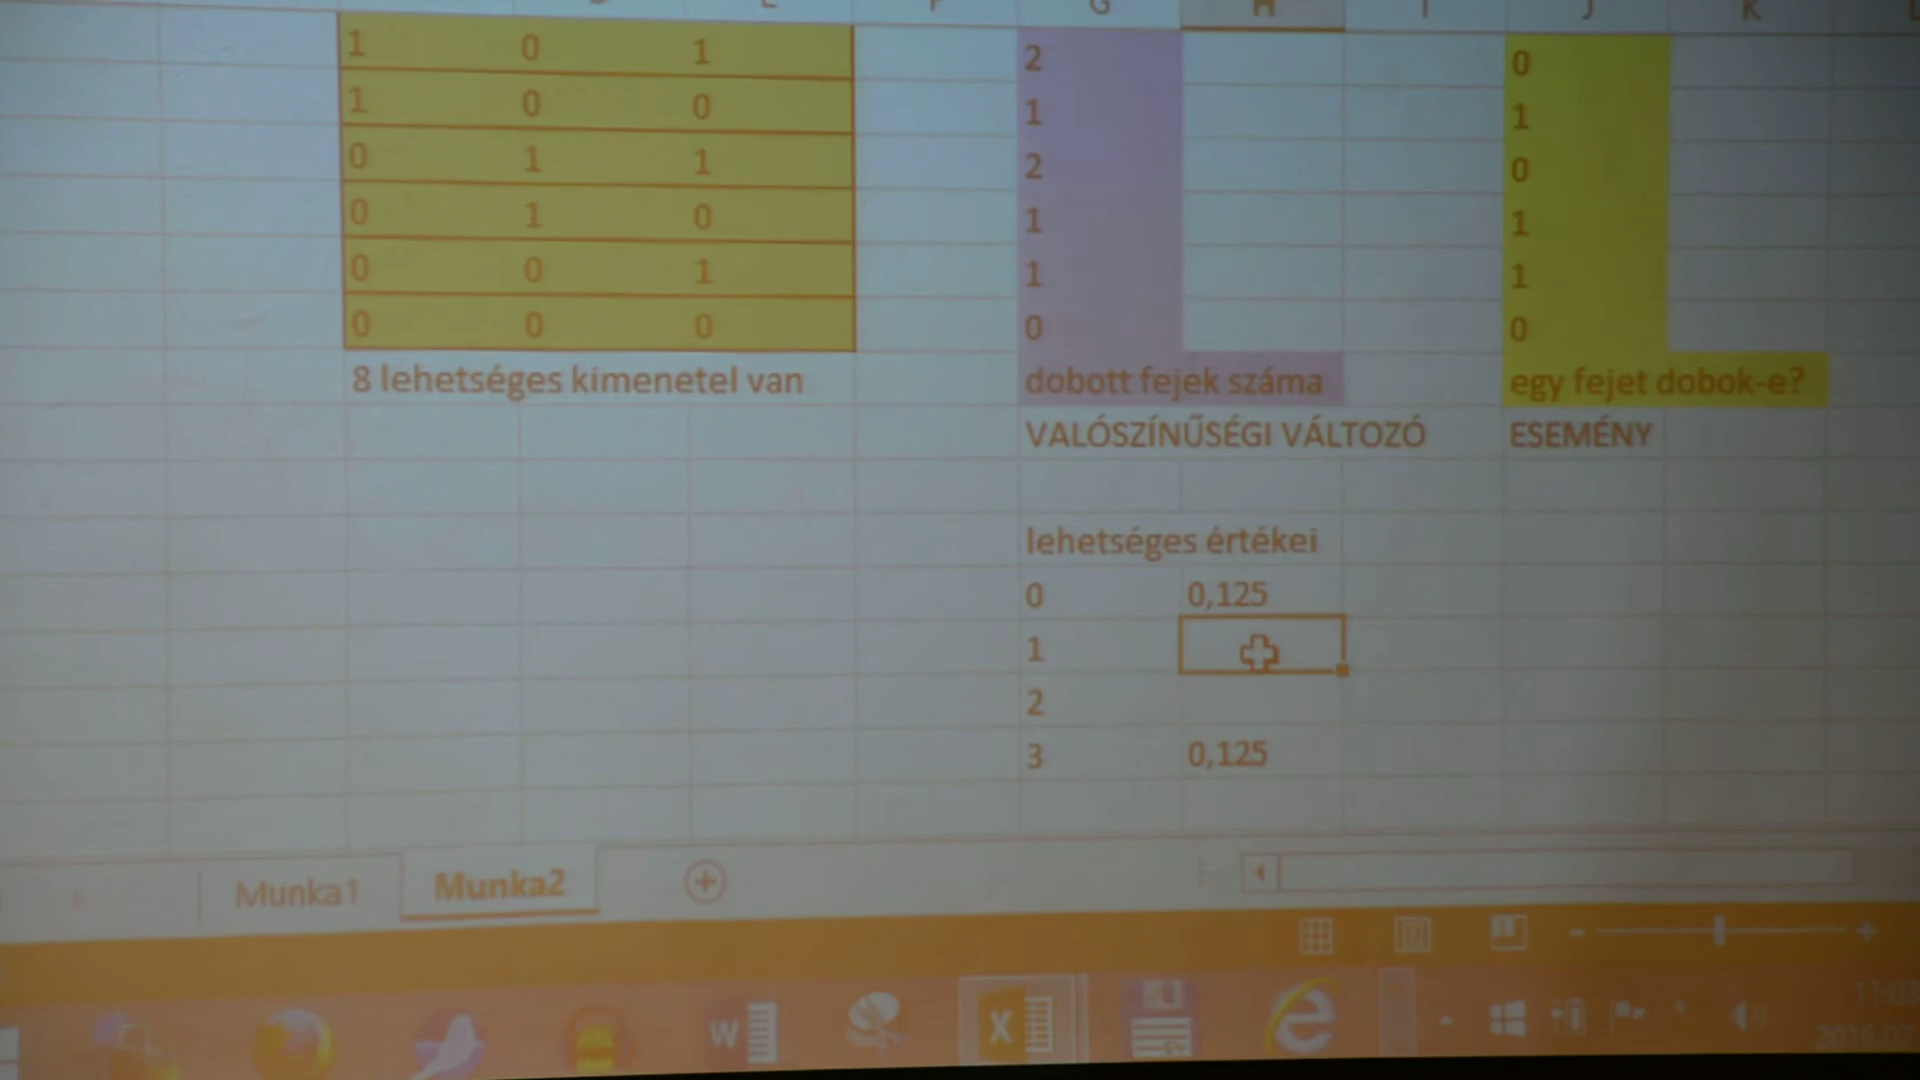 G H I J K
1 0 1 2 0
1 0 0 1 1
0 1 1 2 0
0 1 0 1 1
0 0 1 1 1
0 0 0 0 0
8 lehetséges kimenetel van dobott fejek száma egy fejet dobok-e?
VALÓSZÍNŰSÉGI VÁLTOZÓ ESEMÉNY
lehetséges értékei
0 0,125
1
2
3 0,125
Munka1 Munka2